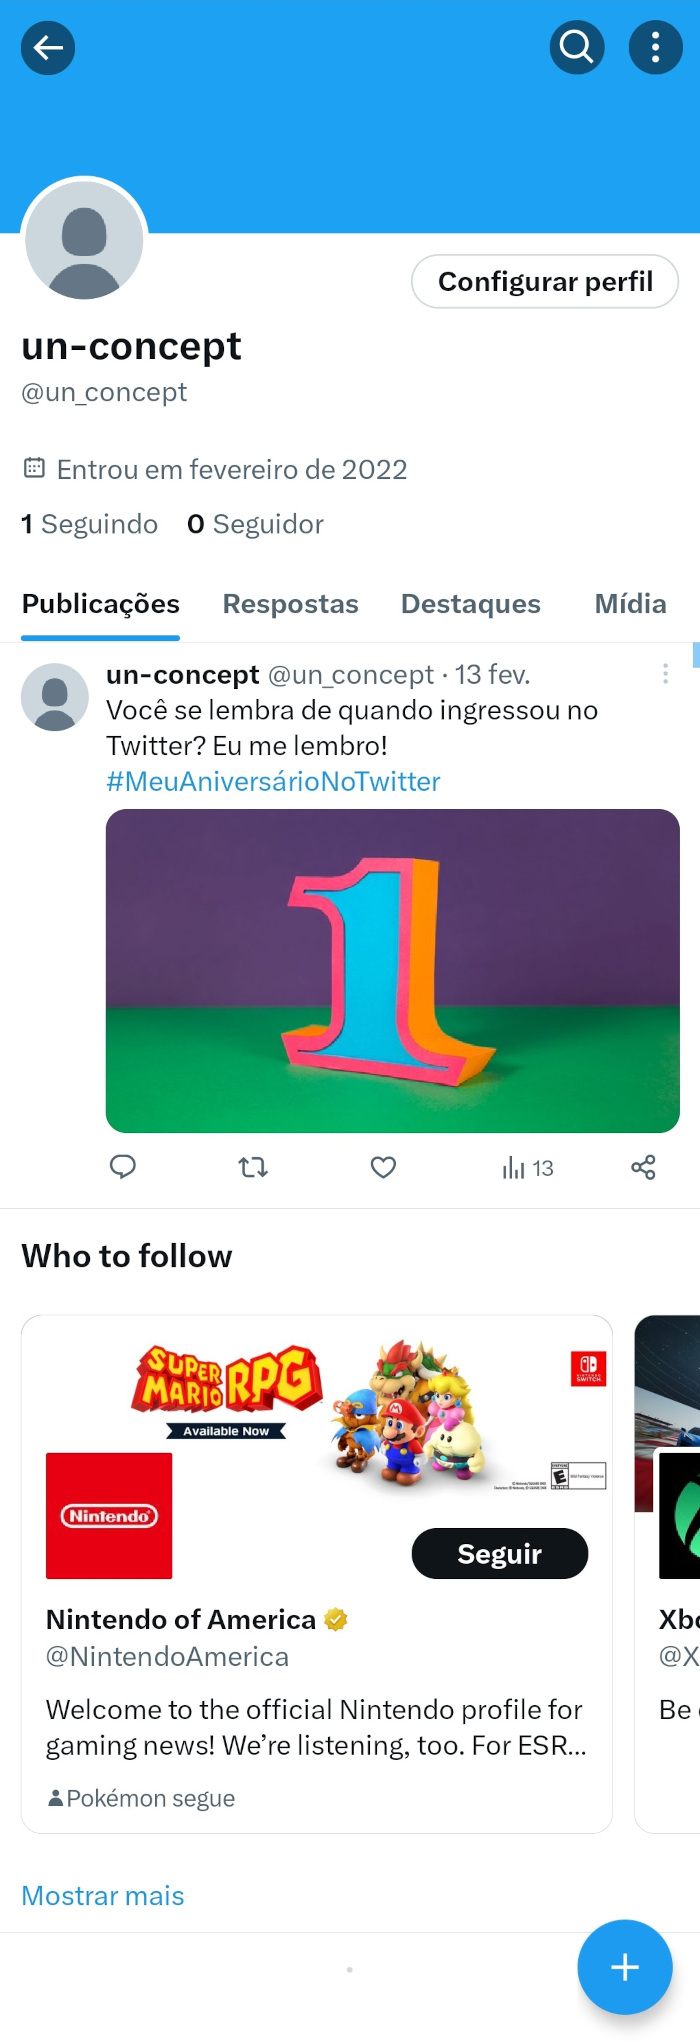 Configurar perfil
un-concept
@un_concept
Entrou em fevereiro de 2022
1 Seguindo 0 Seguidor
Publicações Respostas Destaques Mídia
un-concept @un_concept · 13 fev.
Você se lembra de quando ingressou no
Twitter? Eu me lembro!
#MeuAniversárioNoTwitter
1
13
Who to follow
SUPER
MARIO RPG
Available Now
NINTENDO
SWITCH
E
Nintendo
Seguir
Nintendo of America
@NintendoAmerica
Welcome to the official Nintendo profile for
gaming news! We’re listening, too. For ESR...
Pokémon segue
Xbo
@X
Be
Mostrar mais